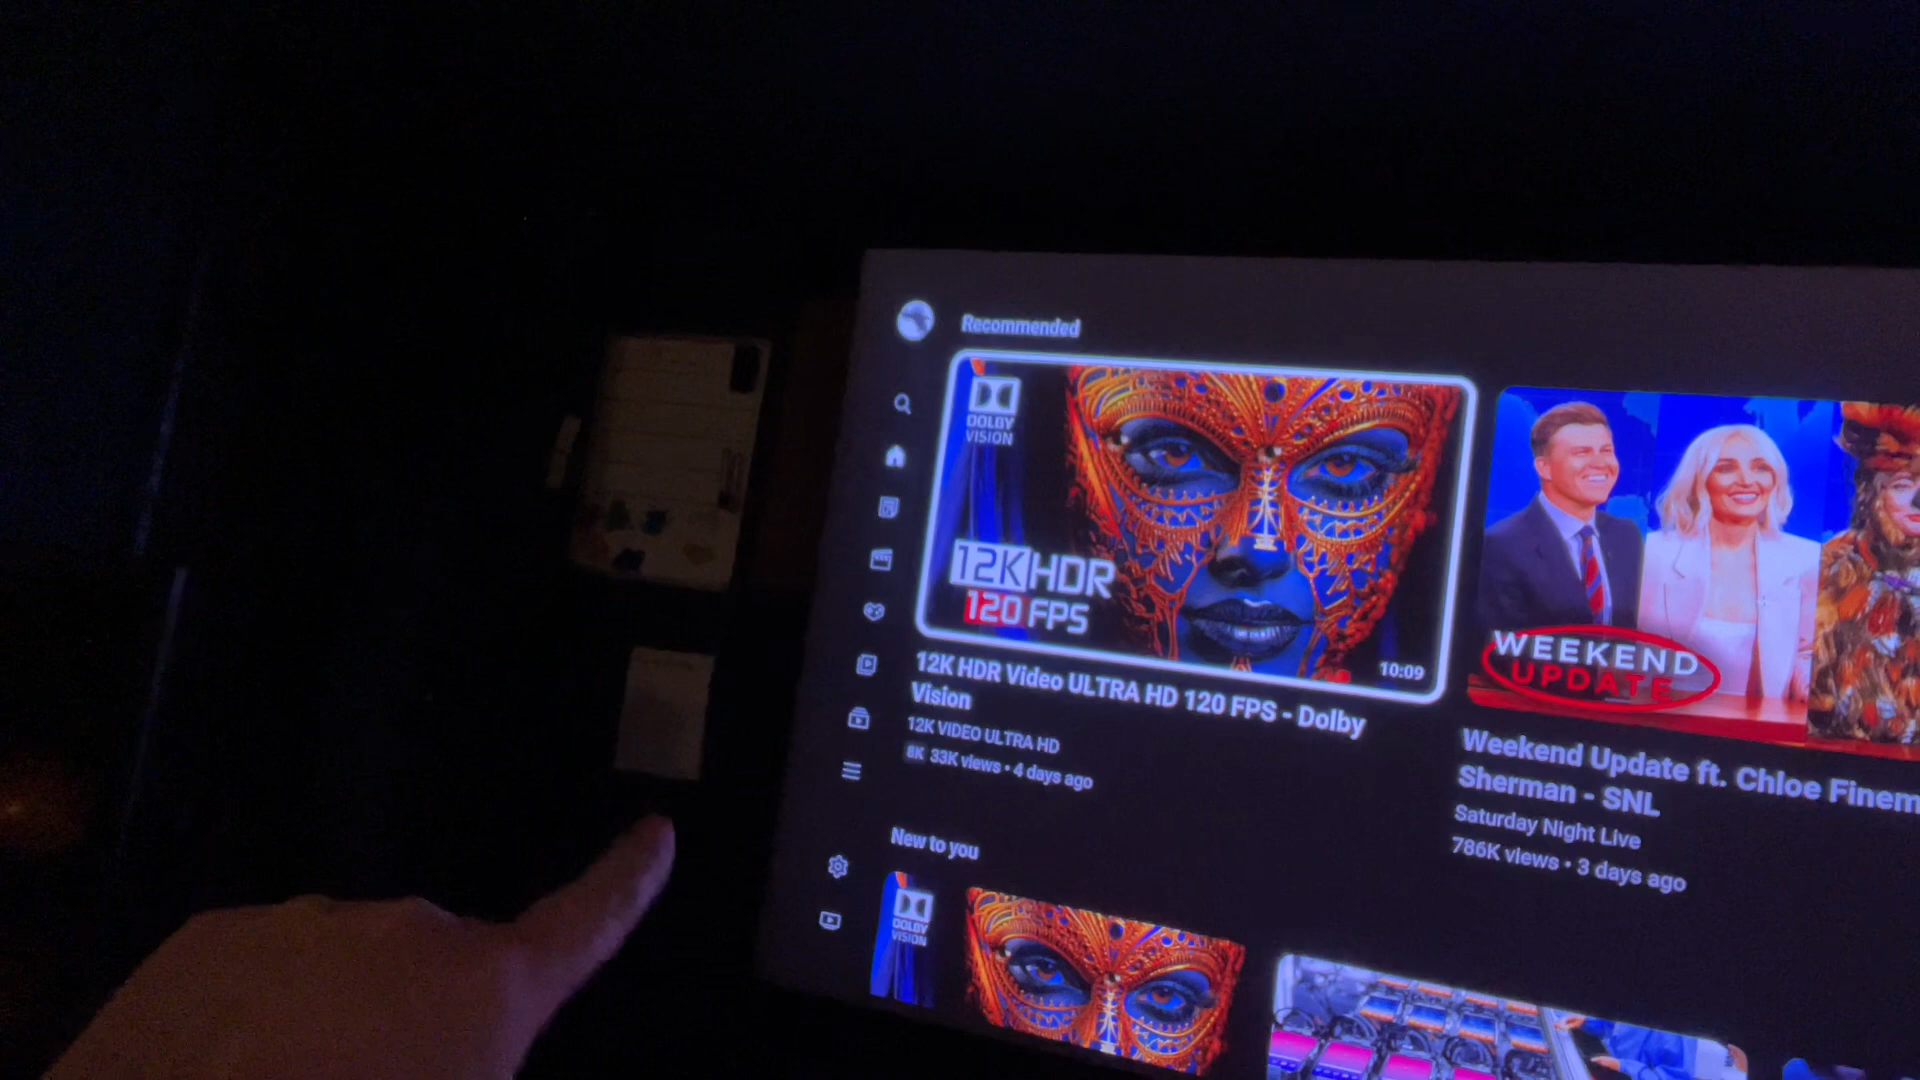 Recommended
DOLBY
VISION
12K HDR
120 FPS
10:09
12K HDR Video ULTRA HD 120 FPS - Dolby
Vision
12K VIDEO ULTRA HD
8K 33K views • 4 days ago
WEEKEND
UPDATE
Weekend Update ft. Chloe Finem
Sherman - SNL
Saturday Night Live
786K views • 3 days ago
New to you
DOLBY
VISION